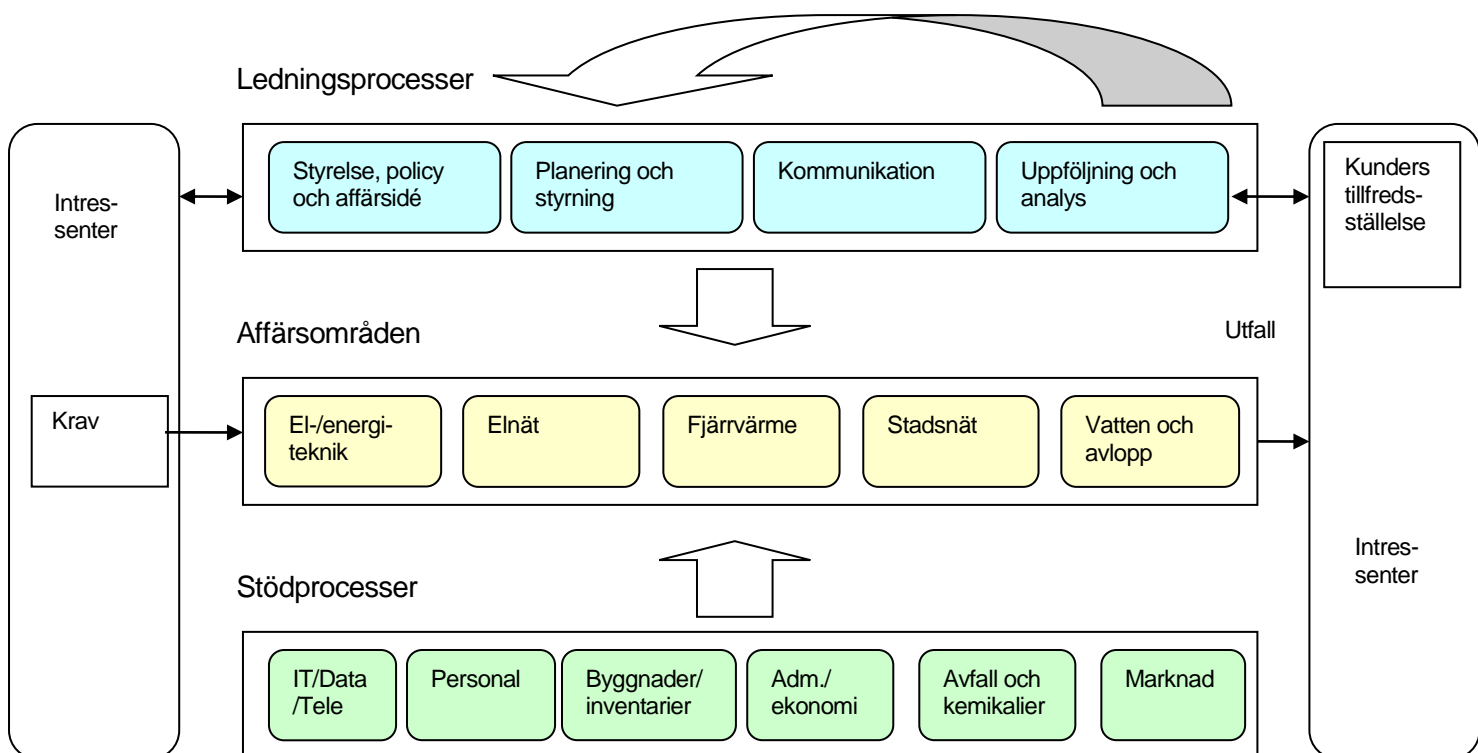 Ledningsprocesser
Styrelse, policy
och affärsidé
Planering och
styrning
Kommunikation
Uppföljning och
analys
Intres-
senter
Kunders
tillfreds-
ställelse
Affärsområden
Utfall
Krav
El-/energi-
teknik
Elnät
Fjärrvärme
Stadsnät
Vatten och
avlopp
Intres-
senter
Stödprocesser
IT/Data
/Tele
Personal
Byggnader/
inventarier
Adm./
ekonomi
Avfall och
kemikalier
Marknad